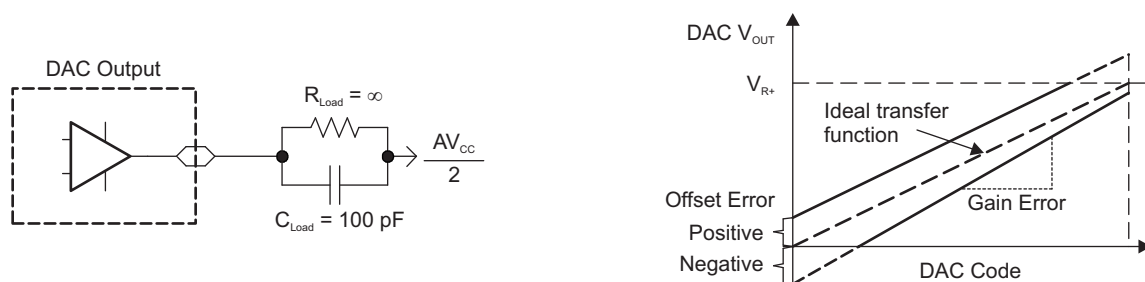 DAC Output
R_Load = ∞
AV_CC
2
C_Load = 100 pF
DAC V_OUT
V_R+
Ideal transfer
function
Offset Error
Positive
Negative
Gain Error
DAC Code